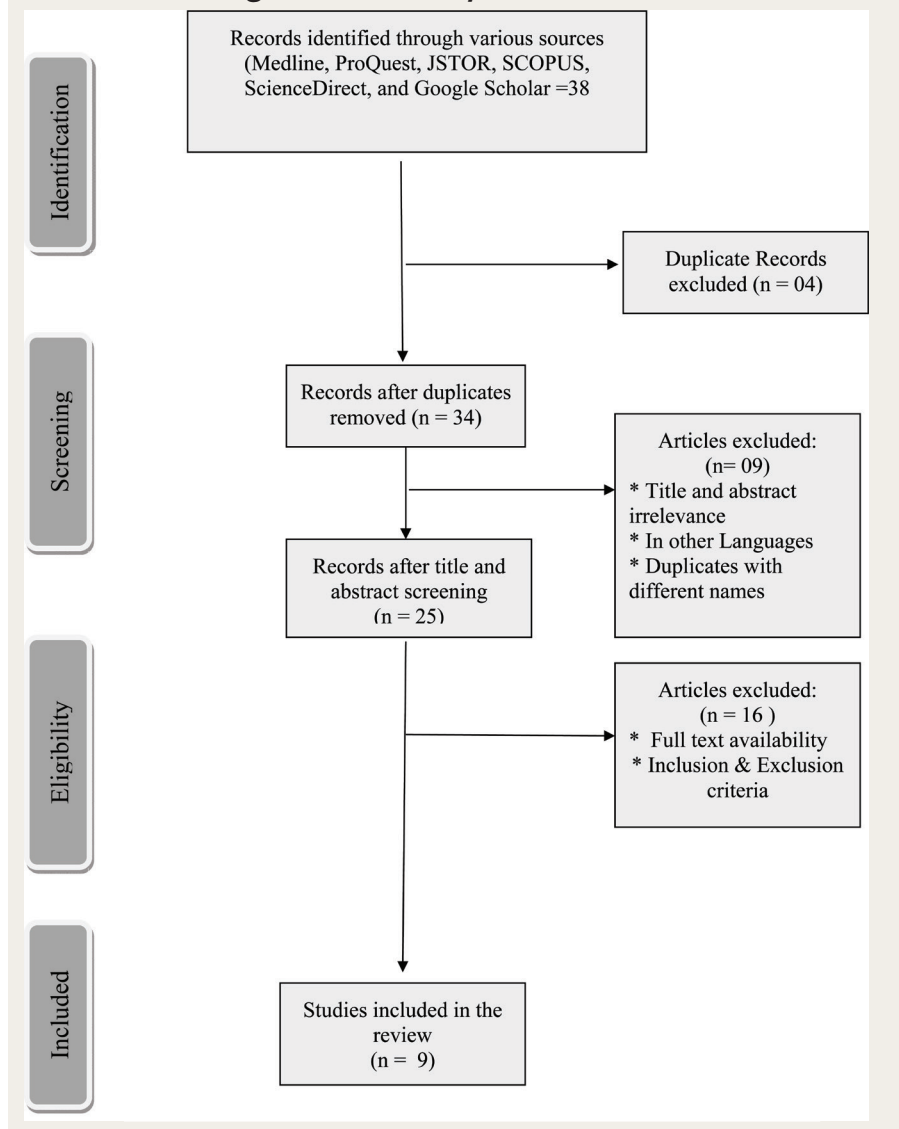 Records identified through various sources
(Medline, ProQuest, JSTOR, SCOPUS,
ScienceDirect, and Google Scholar =38
Identification
Duplicate Records
excluded (n = 04)
Screening
Records after duplicates
removed (n = 34)
Articles excluded:
(n= 09)
* Title and abstract
irrelevance
* In other Languages
* Duplicates with
different names
Records after title and
abstract screening
(n = 25)
Eligibility
Articles excluded:
(n = 16 )
* Full text availability
* Inclusion & Exclusion
criteria
Included
Studies included in the
review
(n = 9)